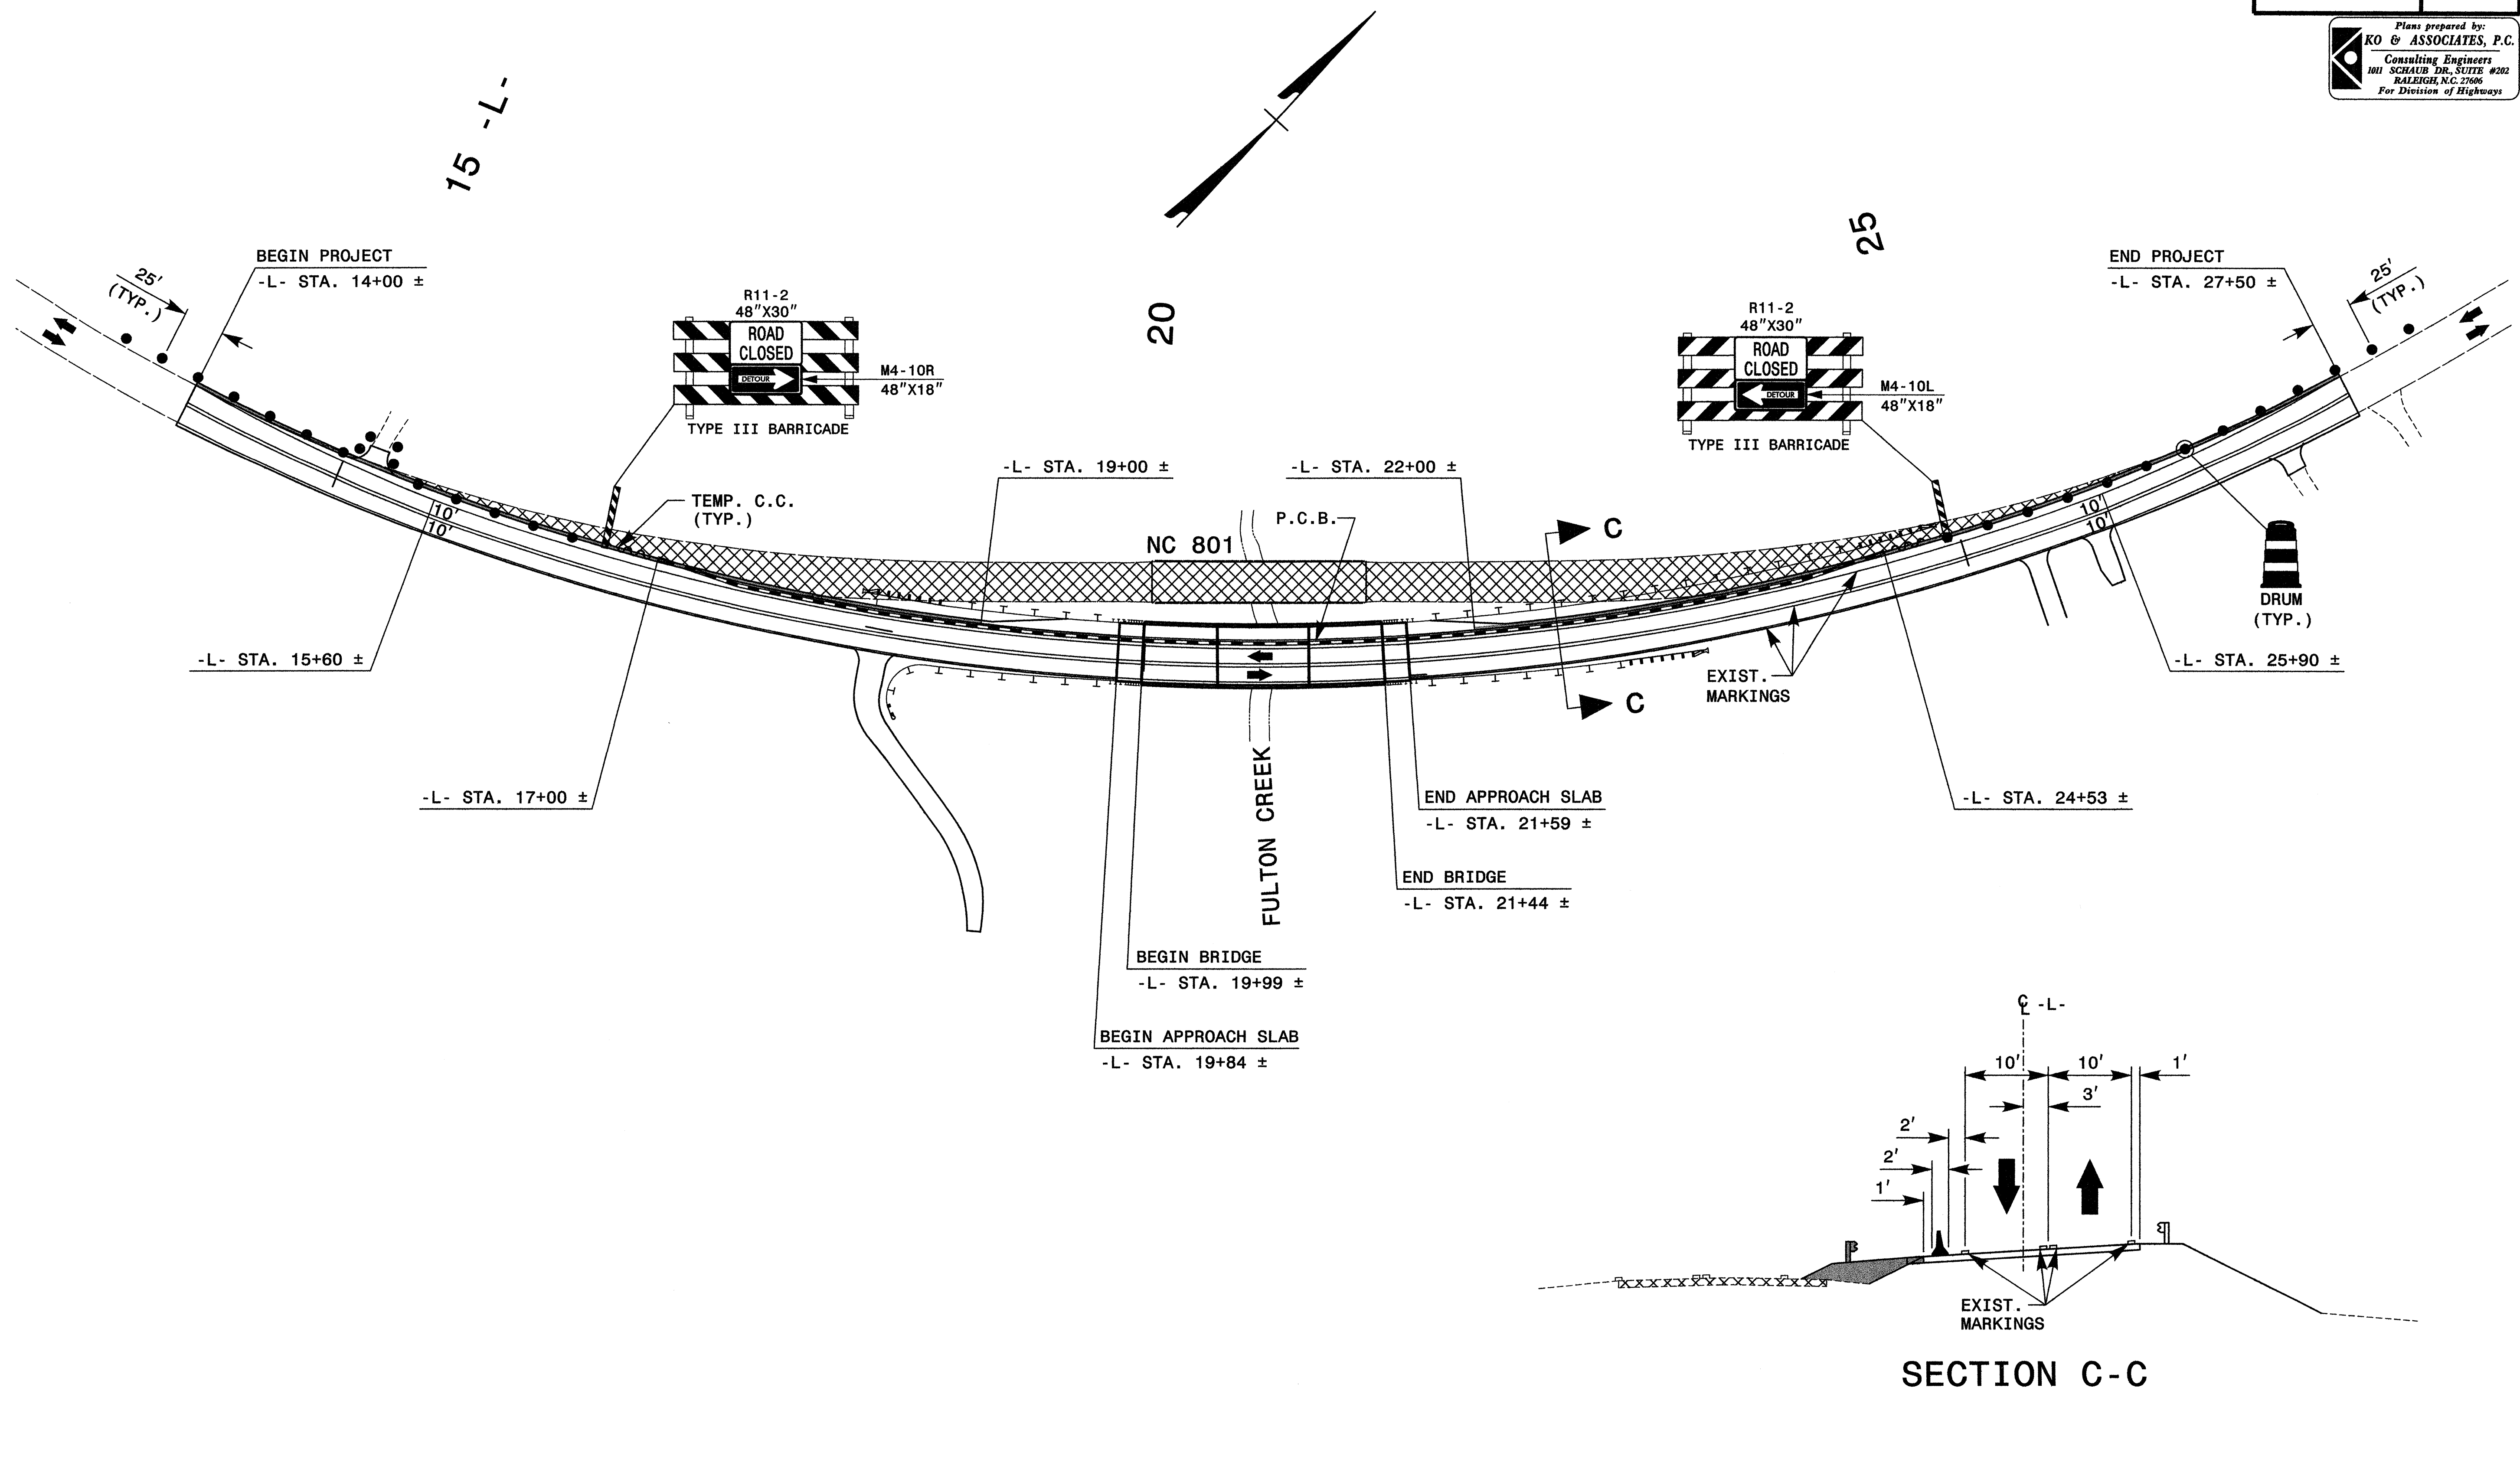 Plans prepared by:
KO & ASSOCIATES, P.C.
Consulting Engineers
1011 SCHAUB DR., SUITE #202
RALEIGH, N.C. 27606
For Division of Highways
15 -L-
20
25
BEGIN PROJECT
-L- STA. 14+00 ±
25'
(TYP.)
R11-2
48"X30"
ROAD
CLOSED
DETOUR
M4-10R
48"X18"
TYPE III BARRICADE
R11-2
48"X30"
ROAD
CLOSED
DETOUR
M4-10L
48"X18"
TYPE III BARRICADE
END PROJECT
-L- STA. 27+50 ±
25'
(TYP.)
-L- STA. 19+00 ±
-L- STA. 22+00 ±
TEMP. C.C.
(TYP.)
P.C.B.
NC 801
C
C
10'
10'
10'
10'
DRUM
(TYP.)
-L- STA. 15+60 ±
EXIST.
MARKINGS
-L- STA. 25+90 ±
-L- STA. 17+00 ±
FULTON CREEK
END APPROACH SLAB
-L- STA. 21+59 ±
-L- STA. 24+53 ±
END BRIDGE
-L- STA. 21+44 ±
BEGIN BRIDGE
-L- STA. 19+99 ±
BEGIN APPROACH SLAB
-L- STA. 19+84 ±
℄ -L-
10'
10'
1'
3'
2'
2'
1'
EXIST.
MARKINGS
SECTION C-C